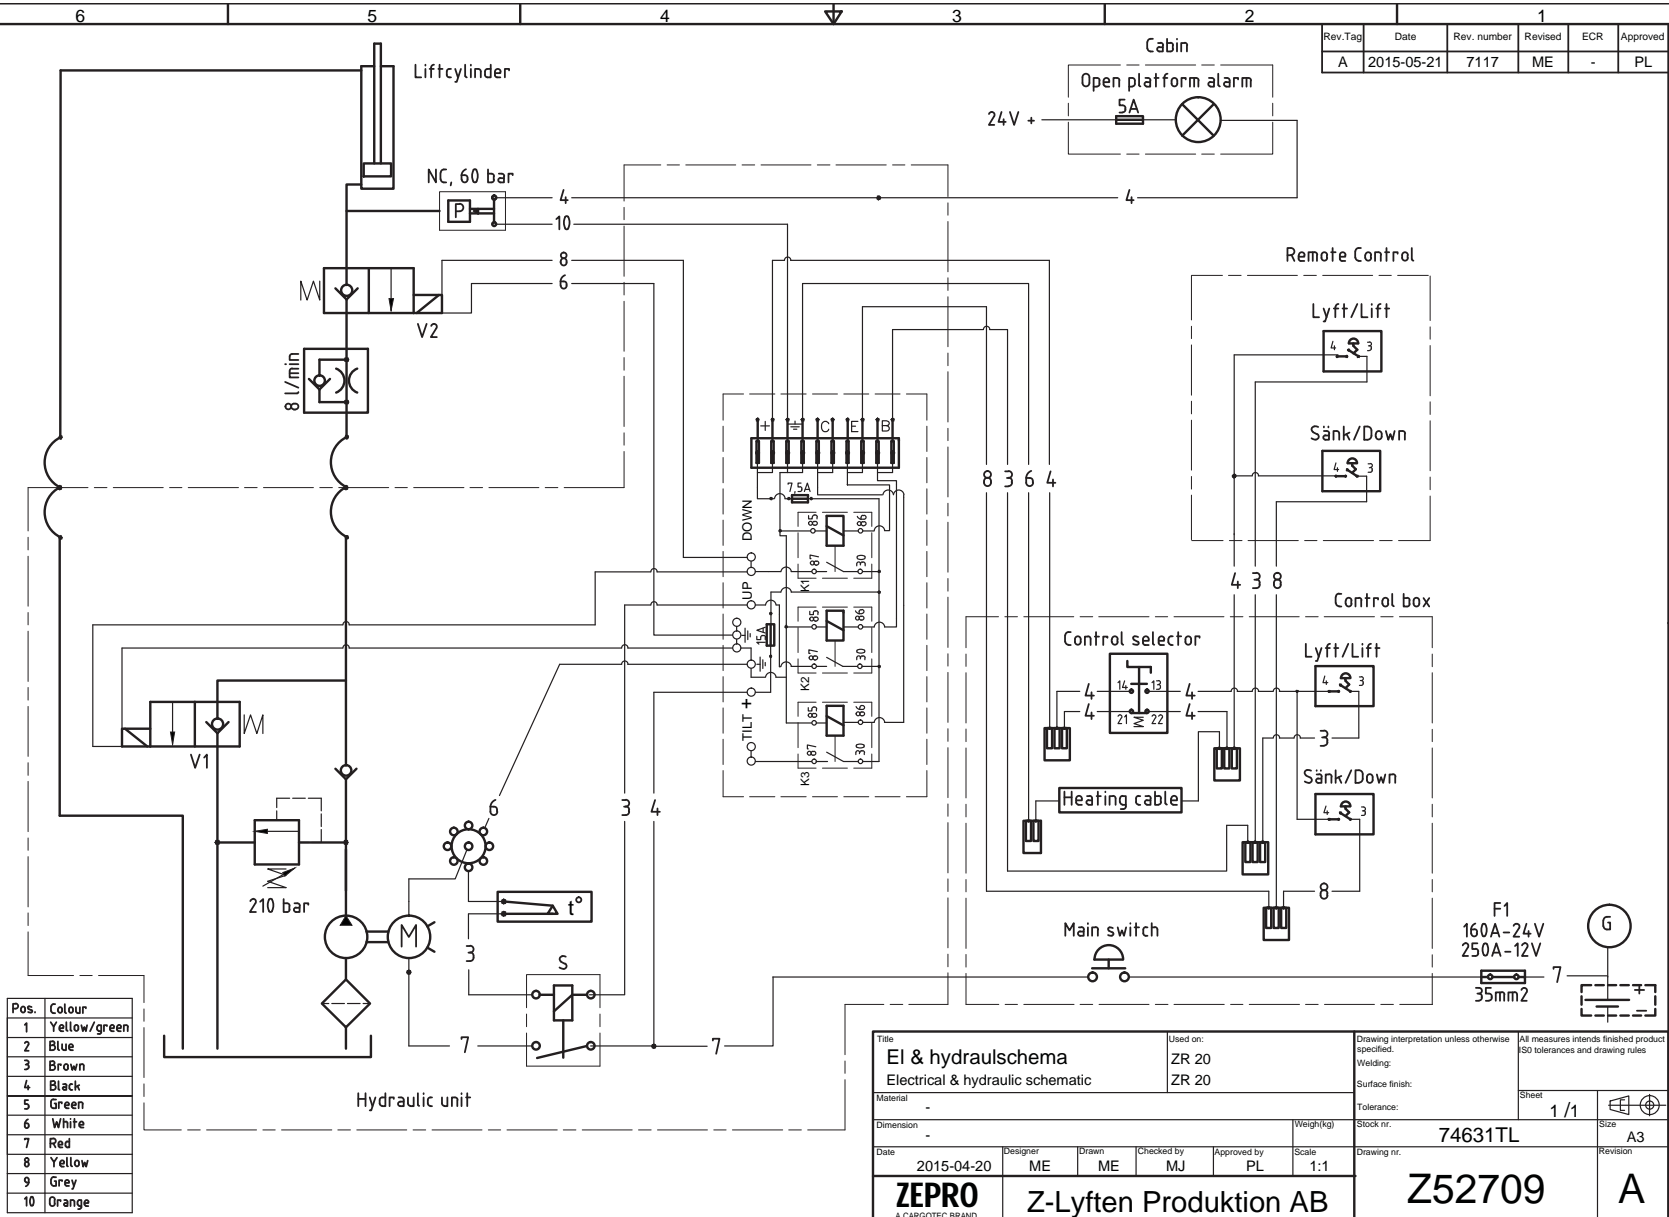 6 5 4 3 2 1
Rev.Tag Date Rev. number Revised ECR Approved
A 2015-05-21 7117 ME - PL
Cabin
Open platform alarm
5A
24V +
Liftcylinder
NC, 60 bar
P
4
4
10
8
6
V2
8 l/min
Remote Control
Lyft/Lift
4 3
Sänk/Down
4 3
+ C E B
8 3 6 4
7,5A
DOWN
85 86
87 30
K1
UP
15A
85 86
87 30
K2
TILT +
85 86
87 30
K3
4 3 8
Control box
Control selector
4 14 13 4
4 21 22 4
Lyft/Lift
4 3
3
Heating cable
Sänk/Down
4 3
8
V1
6 3 4
210 bar
M
t°
3
S
7
7
Main switch
F1
160A-24V
250A-12V
35mm2
7
G
+
-
Hydraulic unit
Pos. Colour
1 Yellow/green
2 Blue
3 Brown
4 Black
5 Green
6 White
7 Red
8 Yellow
9 Grey
10 Orange
Title
El & hydraulschema
Electrical & hydraulic schematic
Used on:
ZR 20
ZR 20
Drawing interpretation unless otherwise specified.
Welding:
Surface finish:
Tolerance:
All measures intends finished product
ISO tolerances and drawing rules
Material
-
Sheet
1 /1
Dimension
-
Weigh(kg)
Stock nr.
74631TL
Size
A3
Date
2015-04-20
Designer
ME
Drawn
ME
Checked by
MJ
Approved by
PL
Scale
1:1
Drawing nr.
Z52709
Revision
A
ZEPRO
A CARGOTEC BRAND
Z-Lyften Produktion AB